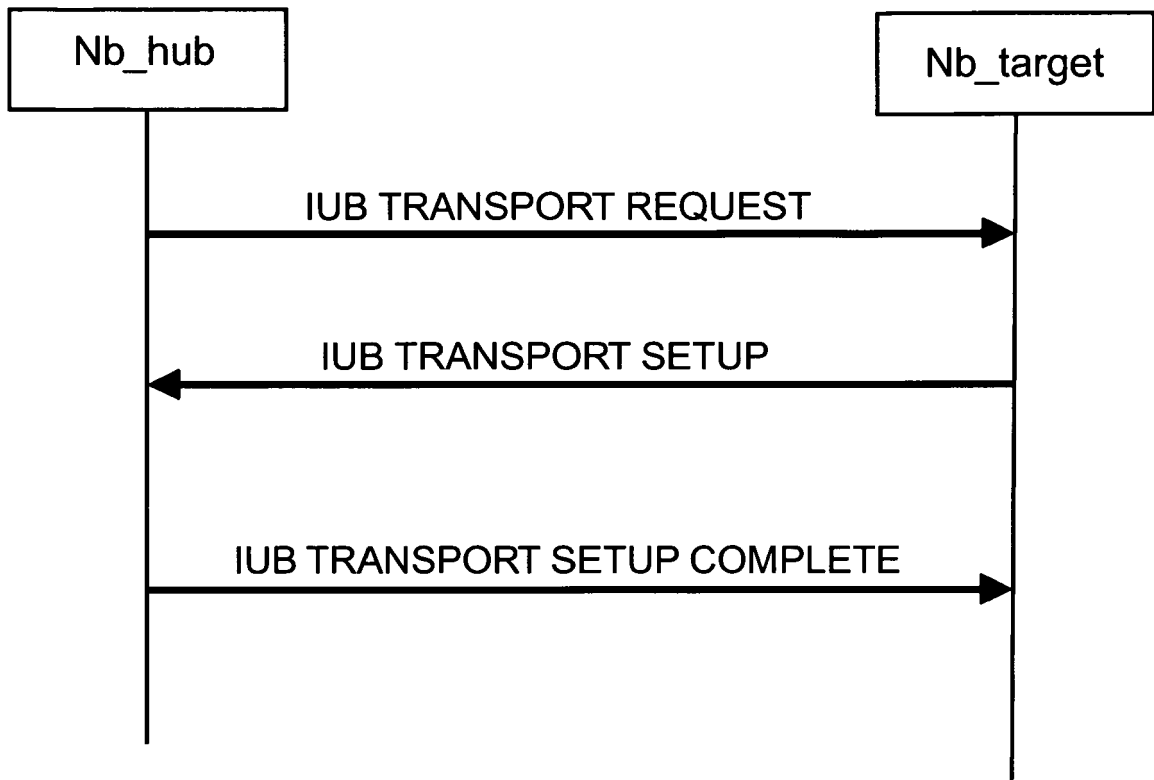 Nb_hub
Nb_target
IUB TRANSPORT REQUEST
IUB TRANSPORT SETUP
IUB TRANSPORT SETUP COMPLETE